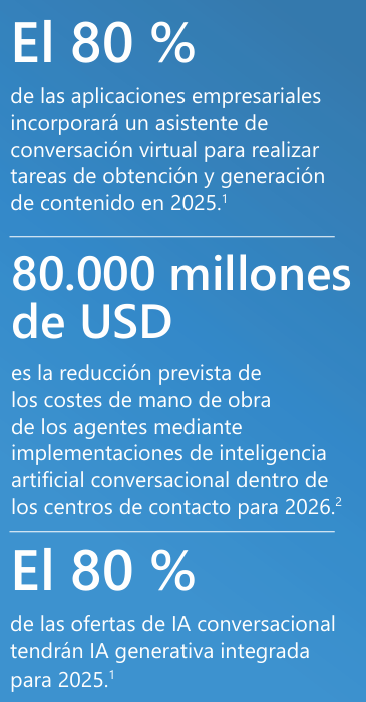 El 80 %
de las aplicaciones empresariales
incorporará un asistente de
conversación virtual para realizar
tareas de obtención y generación
de contenido en 2025.¹
80.000 millones
de USD
es la reducción prevista de
los costes de mano de obra
de los agentes mediante
implementaciones de inteligencia
artificial conversacional dentro de
los centros de contacto para 2026.²
El 80 %
de las ofertas de IA conversacional
tendrán IA generativa integrada
para 2025.¹